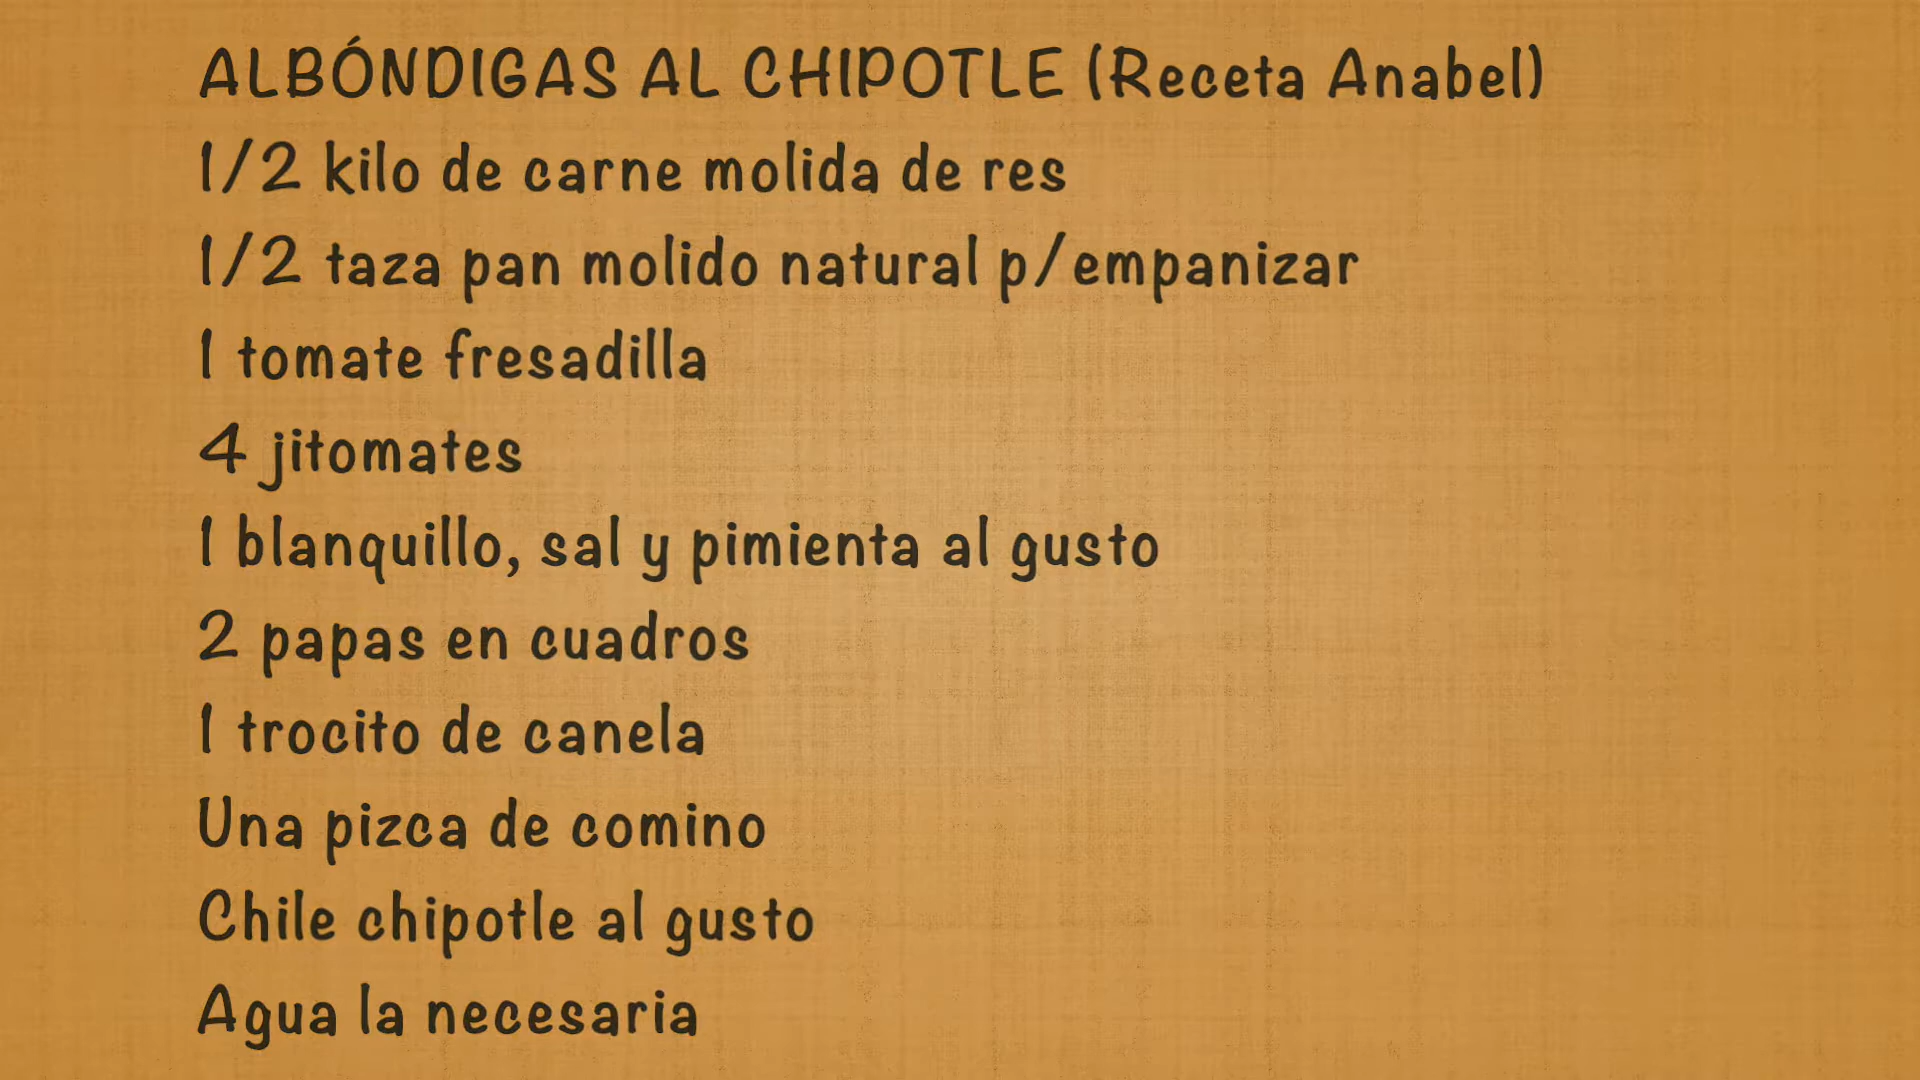 ALBÓNDIGAS AL CHIPOTLE (Receta Anabel)
1/2 kilo de carne molida de res
1/2 taza pan molido natural p/empanizar
1 tomate fresadilla
4 jitomates
1 blanquillo, sal y pimienta al gusto
2 papas en cuadros
1 trocito de canela
Una pizca de comino
Chile chipotle al gusto
Agua la necesaria